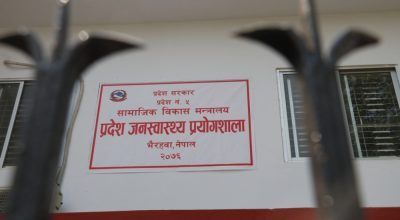 प्रदेश सरकार
प्रदेश नं. ५
सामाजिक विकास मन्त्रालय
प्रदेश जनस्वास्थ्य प्रयोगशाला
भैरहवा, नेपाल
२०७६